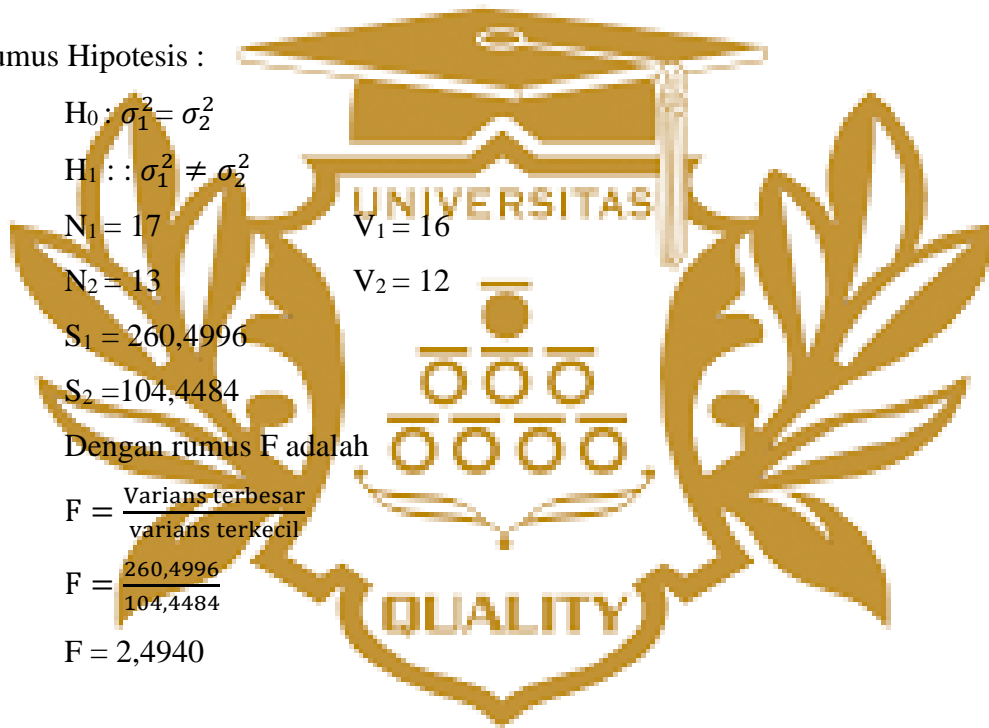 umus Hipotesis :
H₀ : σ₁² = σ₂²
H₁ : : σ₁² ≠ σ₂²
UNIVERSITAS
N₁ = 17 V₁ = 16
N₂ = 13 V₂ = 12
S₁ = 260,4996
S₂ =104,4484
Dengan rumus F adalah
F = Varians terbesar / varians terkecil
F = 260,4996 / 104,4484
QUALITY
F = 2,4940